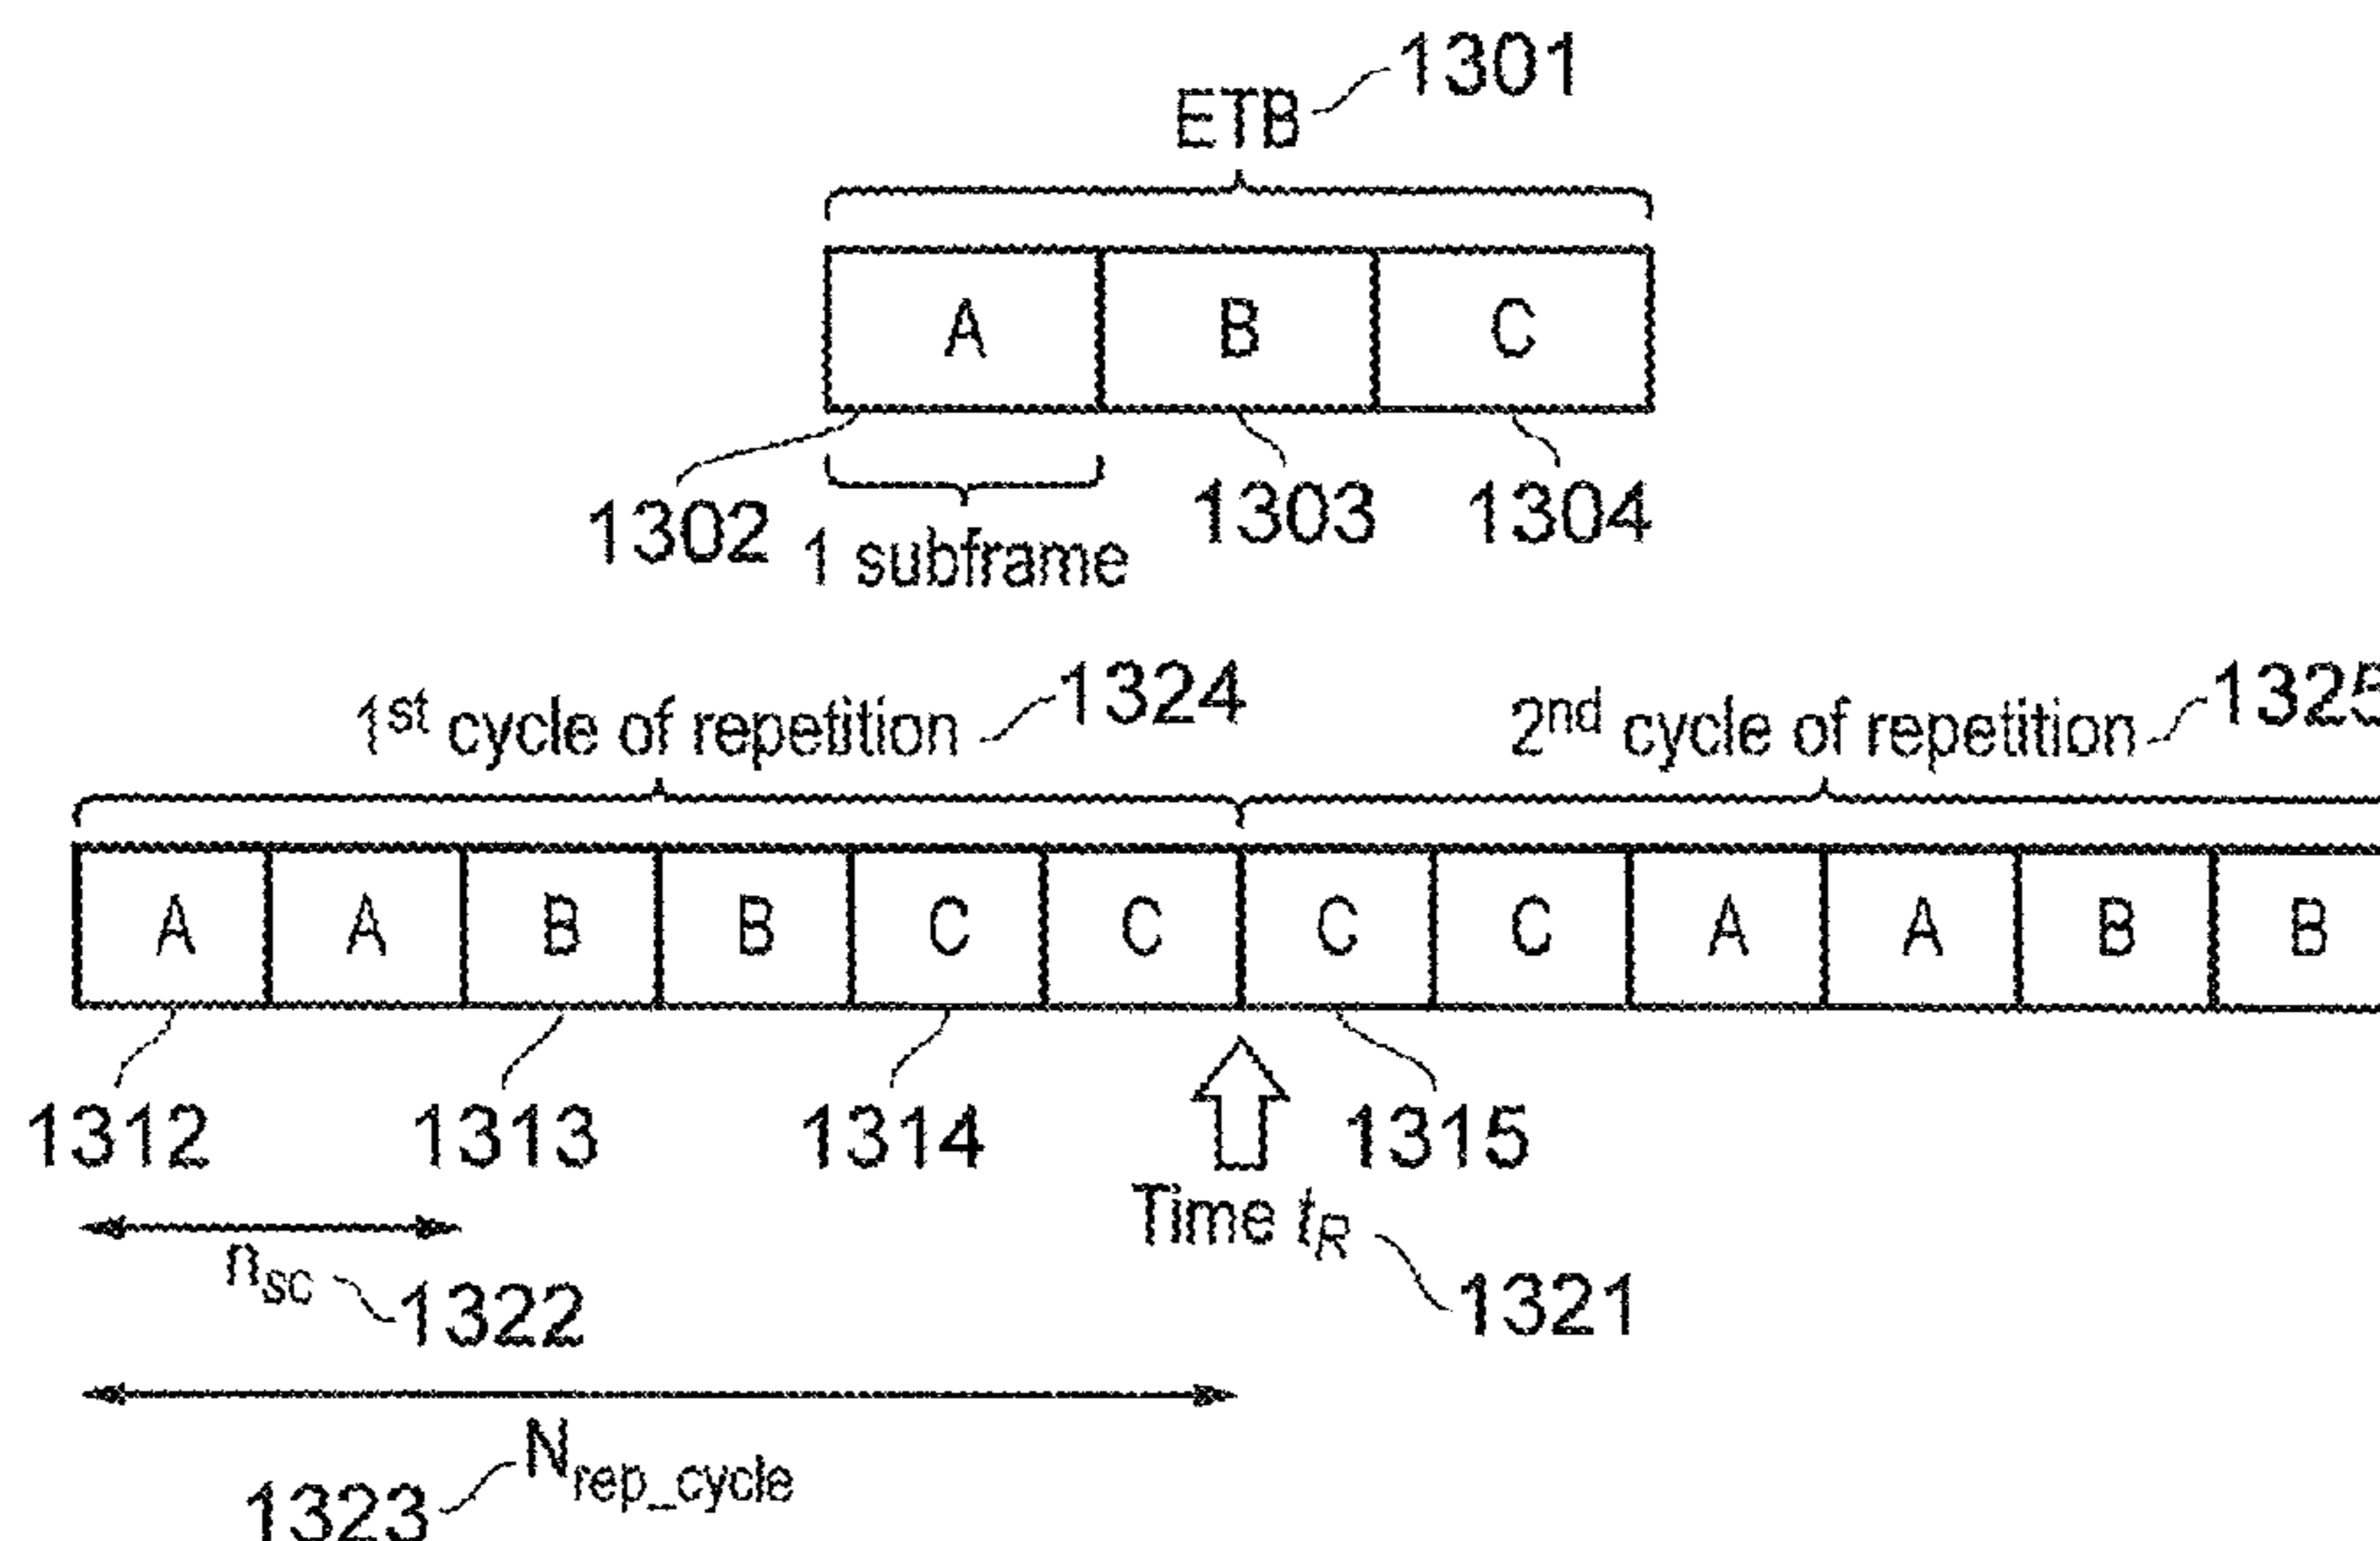 1301
ETB
A B C
1302 1 subframe 1303 1304
1st cycle of repetition 1324 2nd cycle of repetition 1325
A A B B C C C C A A B B
1312 1313 1314 1315
Time tR
nsc
1322 1321
Nrep_cycle
1323